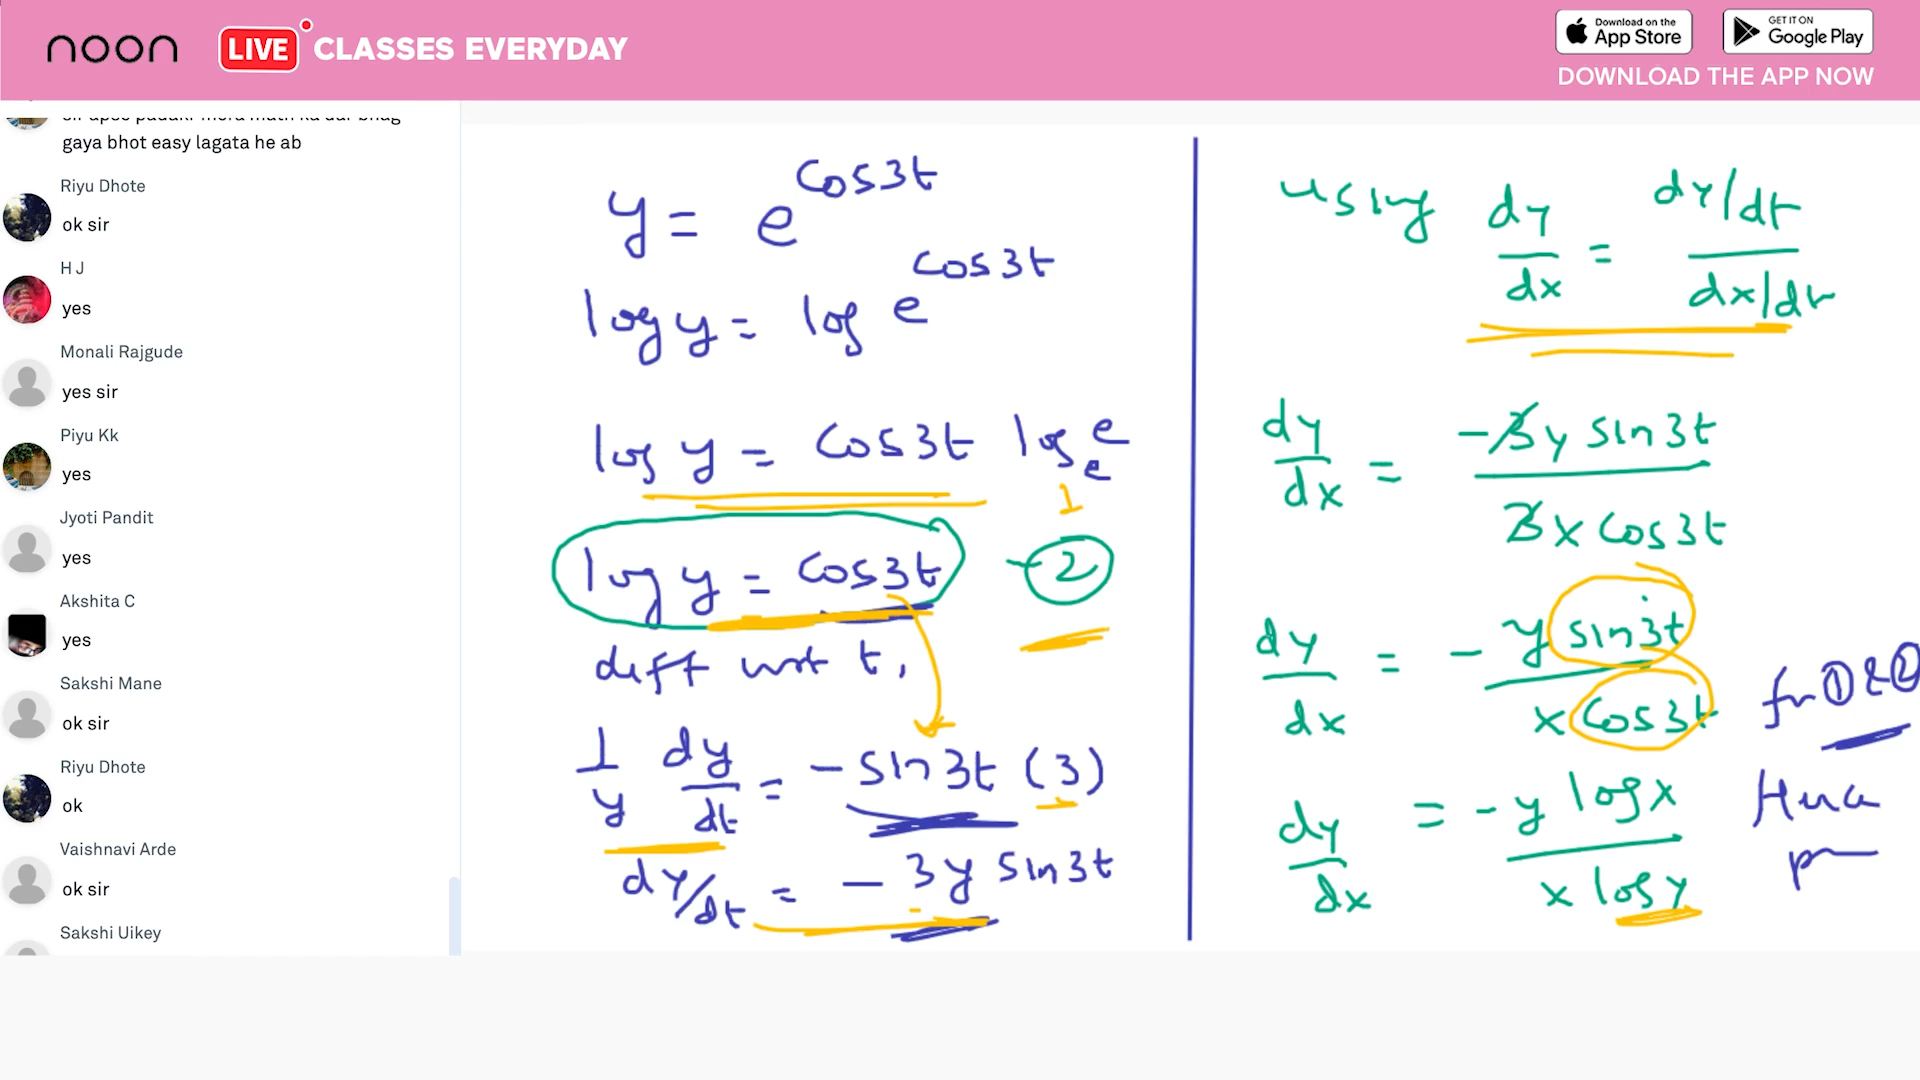 noon LIVE CLASSES EVERYDAY
Download on the App Store
GET IT ON Google Play
DOWNLOAD THE APP NOW
gaya bhot easy lagata he ab
Riyu Dhote
ok sir
H J
yes
Monali Rajgude
yes sir
Piyu Kk
yes
Jyoti Pandit
yes
Akshita C
yes
Sakshi Mane
ok sir
Riyu Dhote
ok
Vaishnavi Arde
ok sir
Sakshi Uikey
y = e^{cos3t}
log y = log e^{cos3t}
log y = cos3t log_e e
1
log y = cos3t - 2
diff wrt t,
1/y dy/dt = - sin3t (3)
dy/dt = - 3y sin3t
using dy/dx = dy/dt / dx/dt
dy/dx = -3y sin3t / 3x cos3t
dy/dx = - y sin3t / x cos3t fr ① & ②
dy/dx = - y logx / x logy